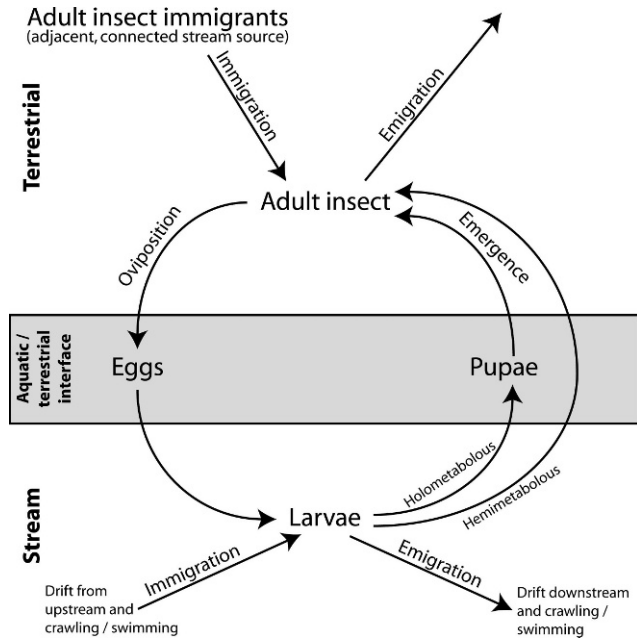 Adult insect immigrants
(adjacent, connected stream source)
Immigration
Emigration
Terrestrial
Adult insect
Oviposition
Emergence
Aquatic /
terrestrial
interface
Eggs
Pupae
Holometabolous
Hemimetabolous
Stream
Larvae
Immigration
Emigration
Drift from
upstream and
crawling / swimming
Drift downstream
and crawling /
swimming